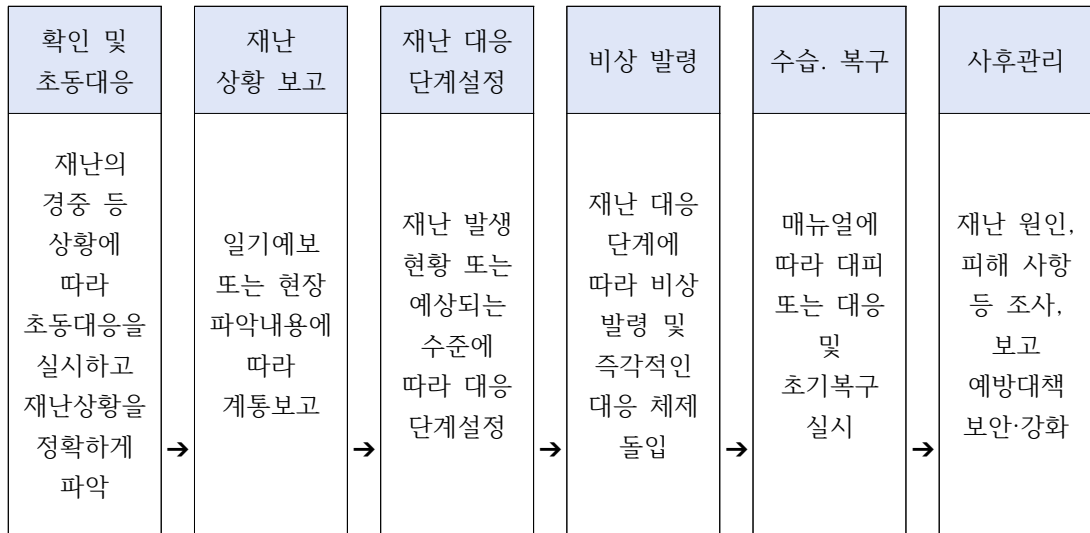 확인 및
초동대응
재난의
경중 등
상황에
따라
초동대응을
실시하고
재난상황을
정확하게
파악
➔
재난
상황 보고
일기예보
또는 현장
파악내용에
따라
계통보고
➔
재난 대응
단계설정
재난 발생
현황 또는
예상되는
수준에
따라 대응
단계설정
➔
비상 발령
재난 대응
단계에
따라 비상
발령 및
즉각적인
대응 체제
돌입
➔
수습. 복구
매뉴얼에
따라 대피
또는 대응
및
초기복구
실시
➔
사후관리
재난 원인,
피해 사항
등 조사,
보고
예방대책
보안·강화